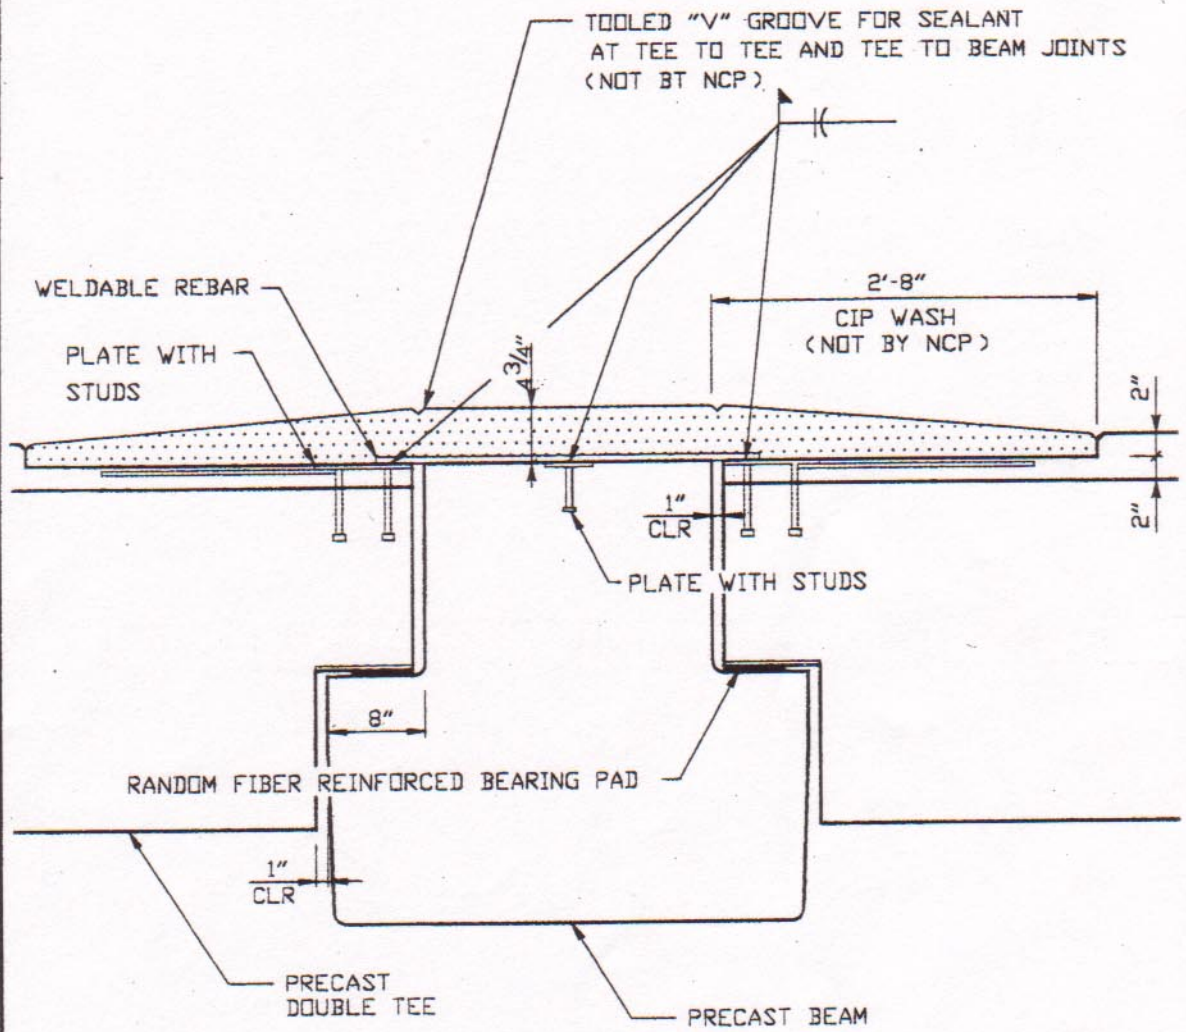 TOOLED "V" GROOVE FOR SEALANT
AT TEE TO TEE AND TEE TO BEAM JOINTS
(NOT BT NCP)
WELDABLE REBAR
PLATE WITH
STUDS
4 3/4"
2'-8"
CIP WASH
(NOT BY NCP)
2"
2"
1"
CLR
PLATE WITH STUDS
8"
RANDOM FIBER REINFORCED BEARING PAD
1"
CLR
PRECAST
DOUBLE TEE
PRECAST BEAM